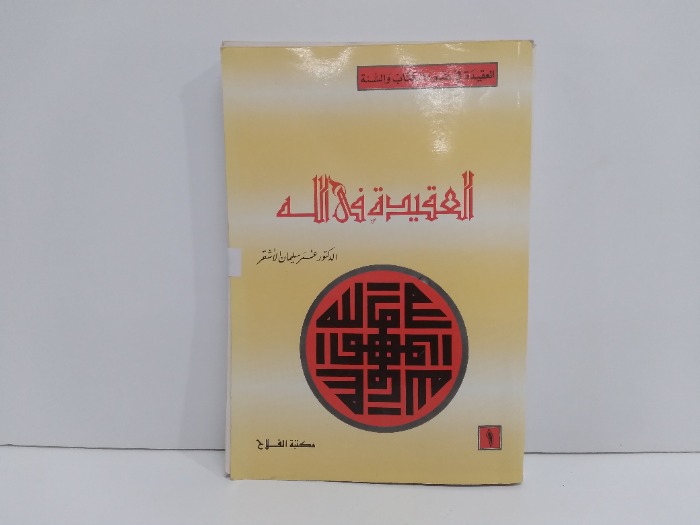 العقيدة في ضوء الكتاب والسنة
العقيدة في الله
الدكتور عمر سليمان الأشقر
مكتبة الفلاح
١